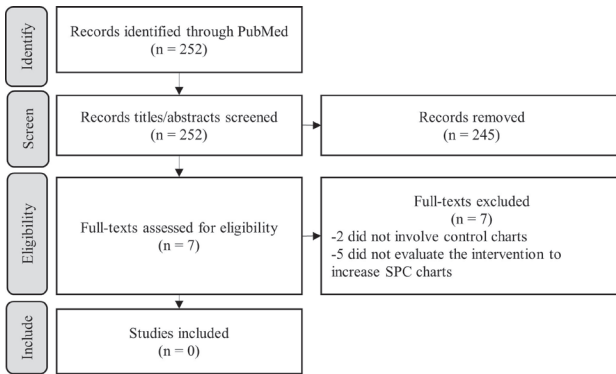 Identify
Records identified through PubMed
(n = 252)
Screen
Records titles/abstracts screened
(n = 252)
Records removed
(n = 245)
Eligibility
Full-texts assessed for eligibility
(n = 7)
Full-texts excluded
(n = 7)
-2 did not involve control charts
-5 did not evaluate the intervention to
increase SPC charts
Include
Studies included
(n = 0)